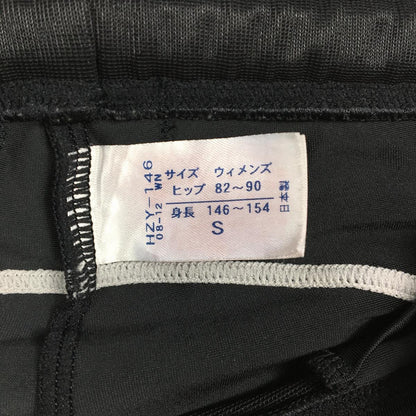 HZY-146
08-12 WN
サイズ ウィメンズ
ヒップ 82～90
身長 146～154
S
日本製